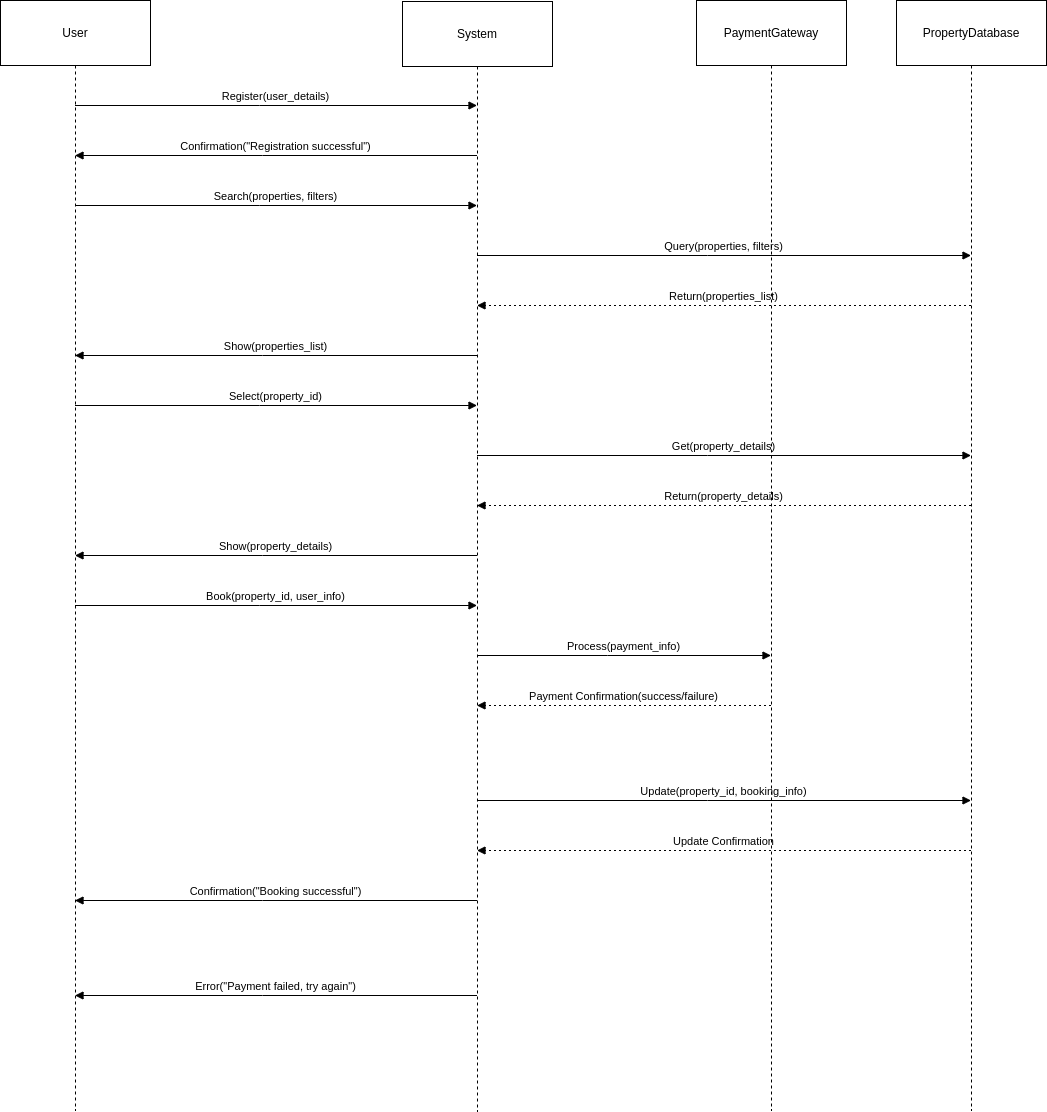 User
System
PaymentGateway
PropertyDatabase
Register(user_details)
Confirmation("Registration successful")
Search(properties, filters)
Query(properties, filters)
Return(properties_list)
Show(properties_list)
Select(property_id)
Get(property_details)
Return(property_details)
Show(property_details)
Book(property_id, user_info)
Process(payment_info)
Payment Confirmation(success/failure)
Update(property_id, booking_info)
Update Confirmation
Confirmation("Booking successful")
Error("Payment failed, try again")